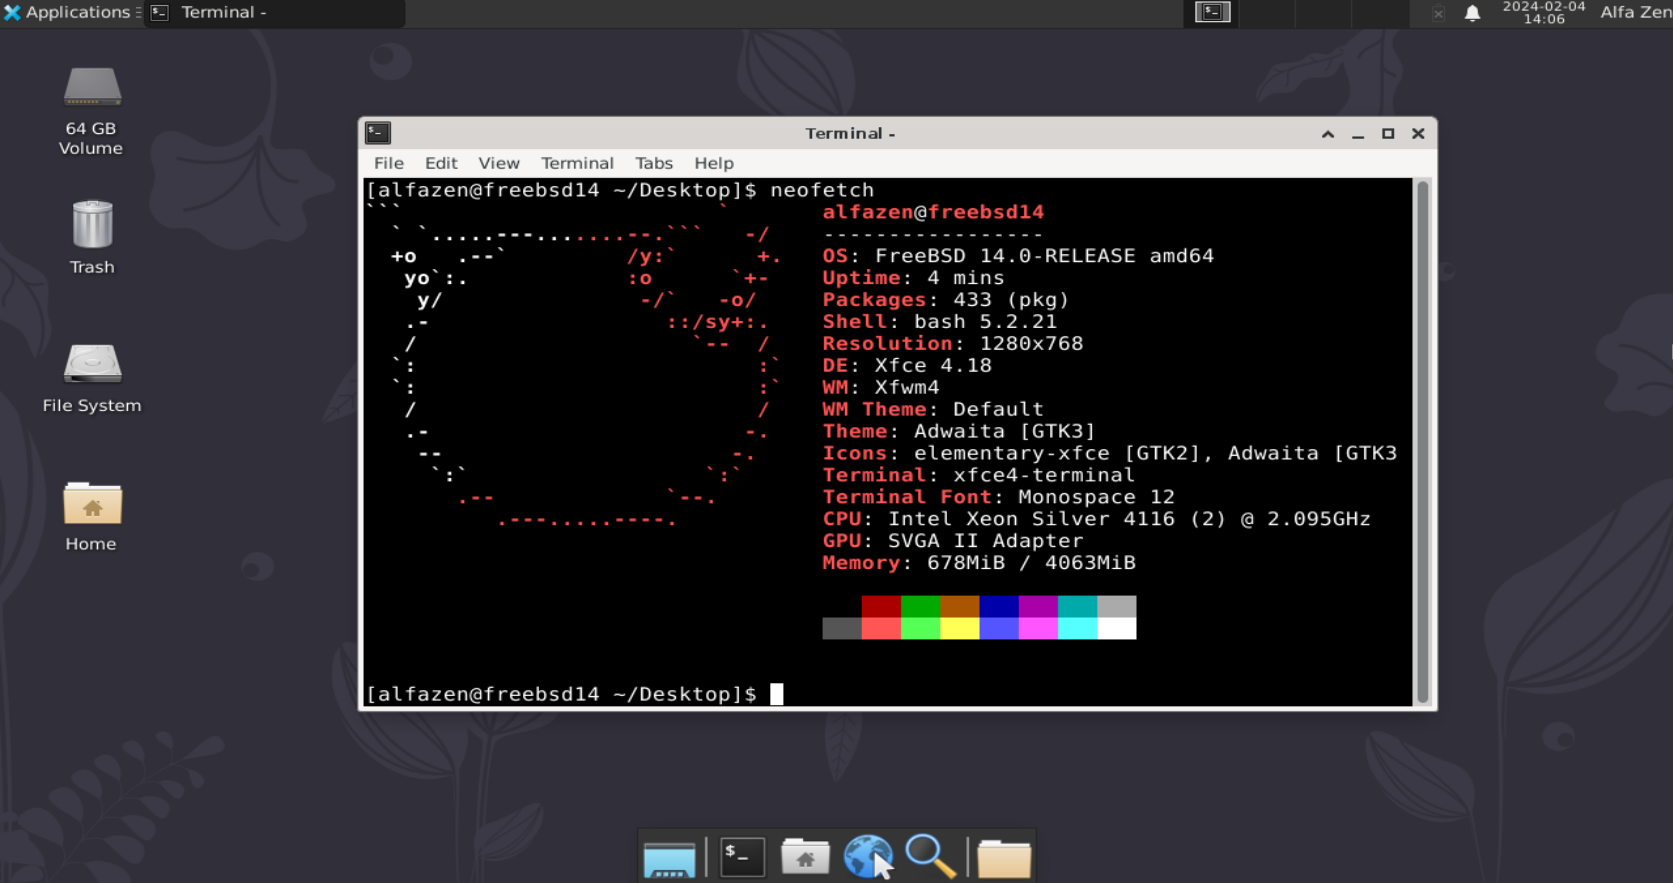 Applications
Terminal -
2024-02-04
14:06
Alfa Zen
64 GB
Volume
Trash
File System
Home
Terminal -
File Edit View Terminal Tabs Help
[alfazen@freebsd14 ~/Desktop]$ neofetch
```                        `       alfazen@freebsd14
  ` `.....---.......--.```   -/    -----------------
  +o   .--`         /y:`      +.   OS: FreeBSD 14.0-RELEASE amd64
   yo`:.            :o      `+-    Uptime: 4 mins
    y/               -/`   -o/     Packages: 433 (pkg)
   .-                  ::/sy+:.    Shell: bash 5.2.21
   /                     `--  /    Resolution: 1280x768
  `:                          :`   DE: Xfce 4.18
  `:                          :`   WM: Xfwm4
   /                          /    WM Theme: Default
   .-                        -.    Theme: Adwaita [GTK3]
    --                      -.     Icons: elementary-xfce [GTK2], Adwaita [GTK3
     `:`                  `:`      Terminal: xfce4-terminal
       .--             `--.        Terminal Font: Monospace 12
          .---.....----.           CPU: Intel Xeon Silver 4116 (2) @ 2.095GHz
GPU: SVGA II Adapter
Memory: 678MiB / 4063MiB
[alfazen@freebsd14 ~/Desktop]$
$_